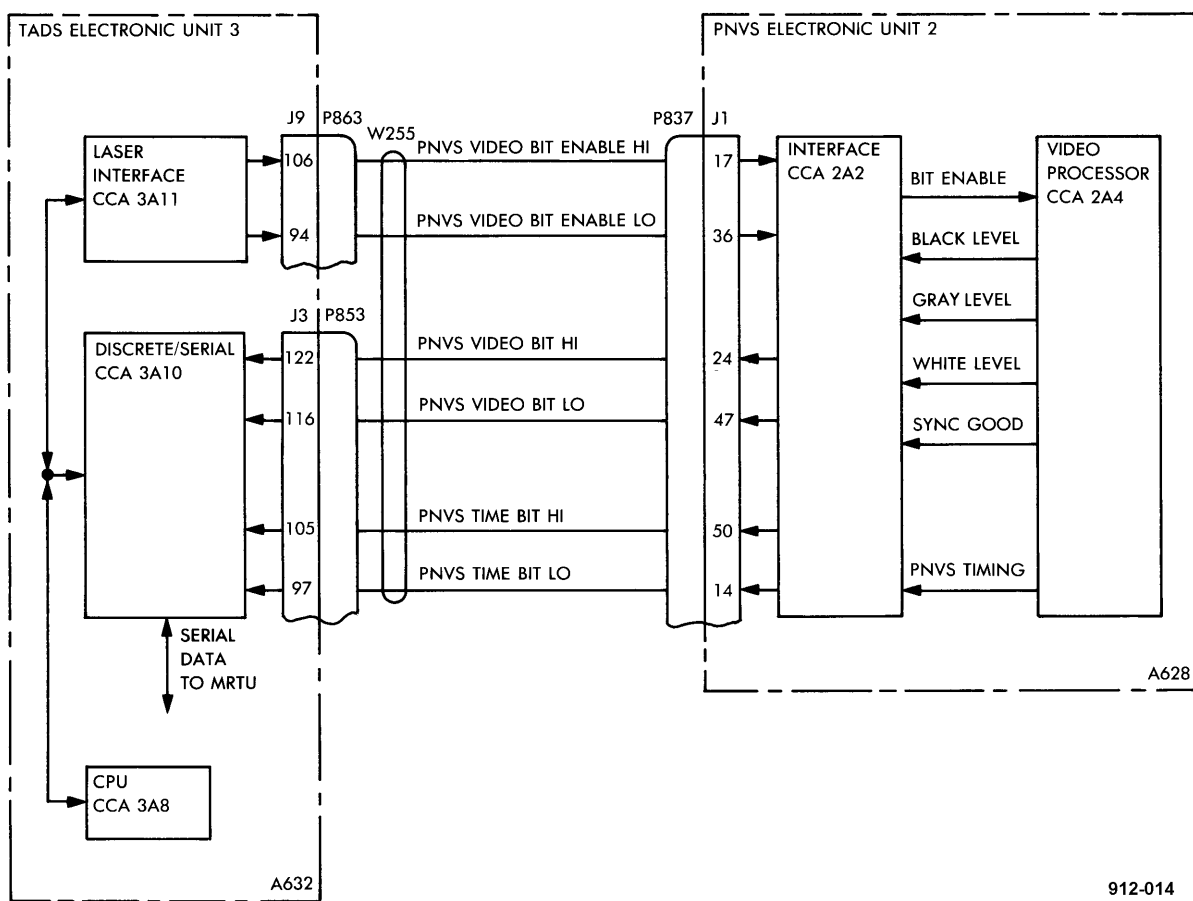 TADS ELECTRONIC UNIT 3
PNVS ELECTRONIC UNIT 2
J9
P863
W255
P837
J1
LASER
INTERFACE
CCA 3A11
106
94
PNVS VIDEO BIT ENABLE HI
PNVS VIDEO BIT ENABLE LO
17
36
INTERFACE
CCA 2A2
BIT ENABLE
BLACK LEVEL
GRAY LEVEL
WHITE LEVEL
SYNC GOOD
PNVS TIMING
VIDEO
PROCESSOR
CCA 2A4
J3
P853
DISCRETE/SERIAL
CCA 3A10
122
116
105
97
PNVS VIDEO BIT HI
PNVS VIDEO BIT LO
PNVS TIME BIT HI
PNVS TIME BIT LO
24
47
50
14
SERIAL
DATA
TO MRTU
CPU
CCA 3A8
A632
A628
912-014